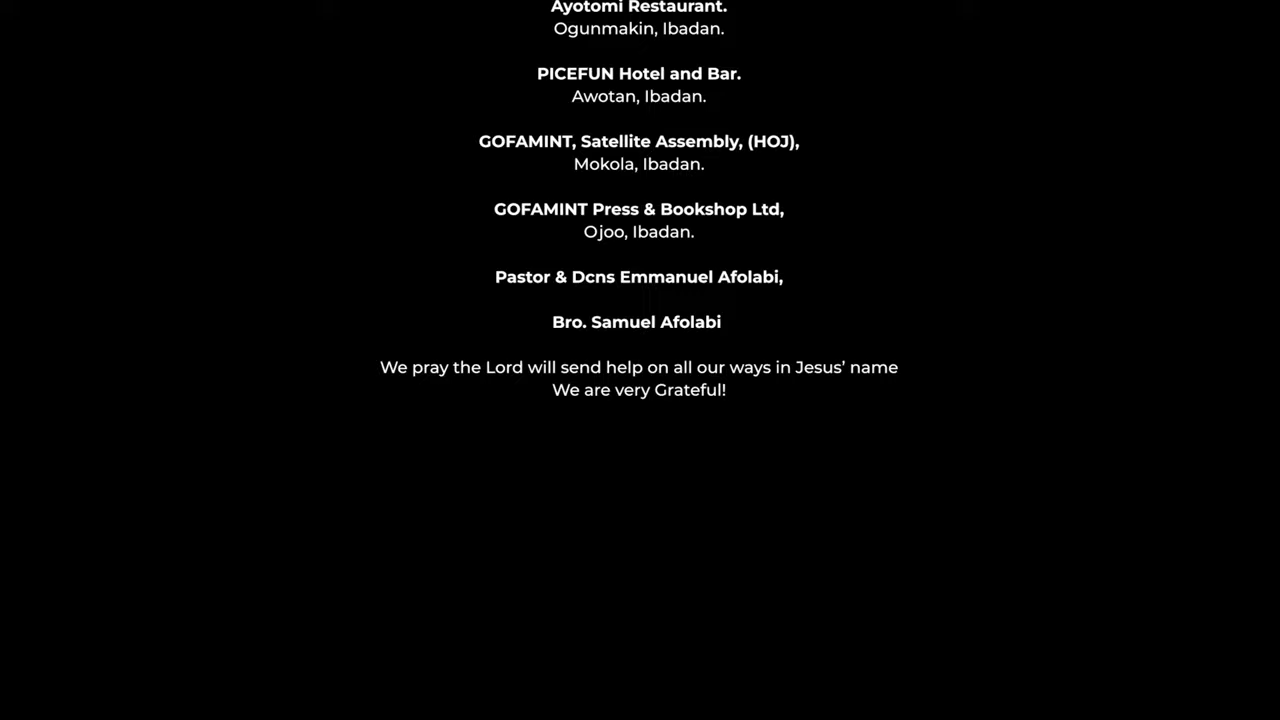 Ayotomi Restaurant.
Ogunmakin, Ibadan.
PICEFUN Hotel and Bar.
Awotan, Ibadan.
GOFAMINT, Satellite Assembly, (HOJ),
Mokola, Ibadan.
GOFAMINT Press & Bookshop Ltd,
Ojoo, Ibadan.
Pastor & Dcns Emmanuel Afolabi,
Bro. Samuel Afolabi
We pray the Lord will send help on all our ways in Jesus’ name
We are very Grateful!